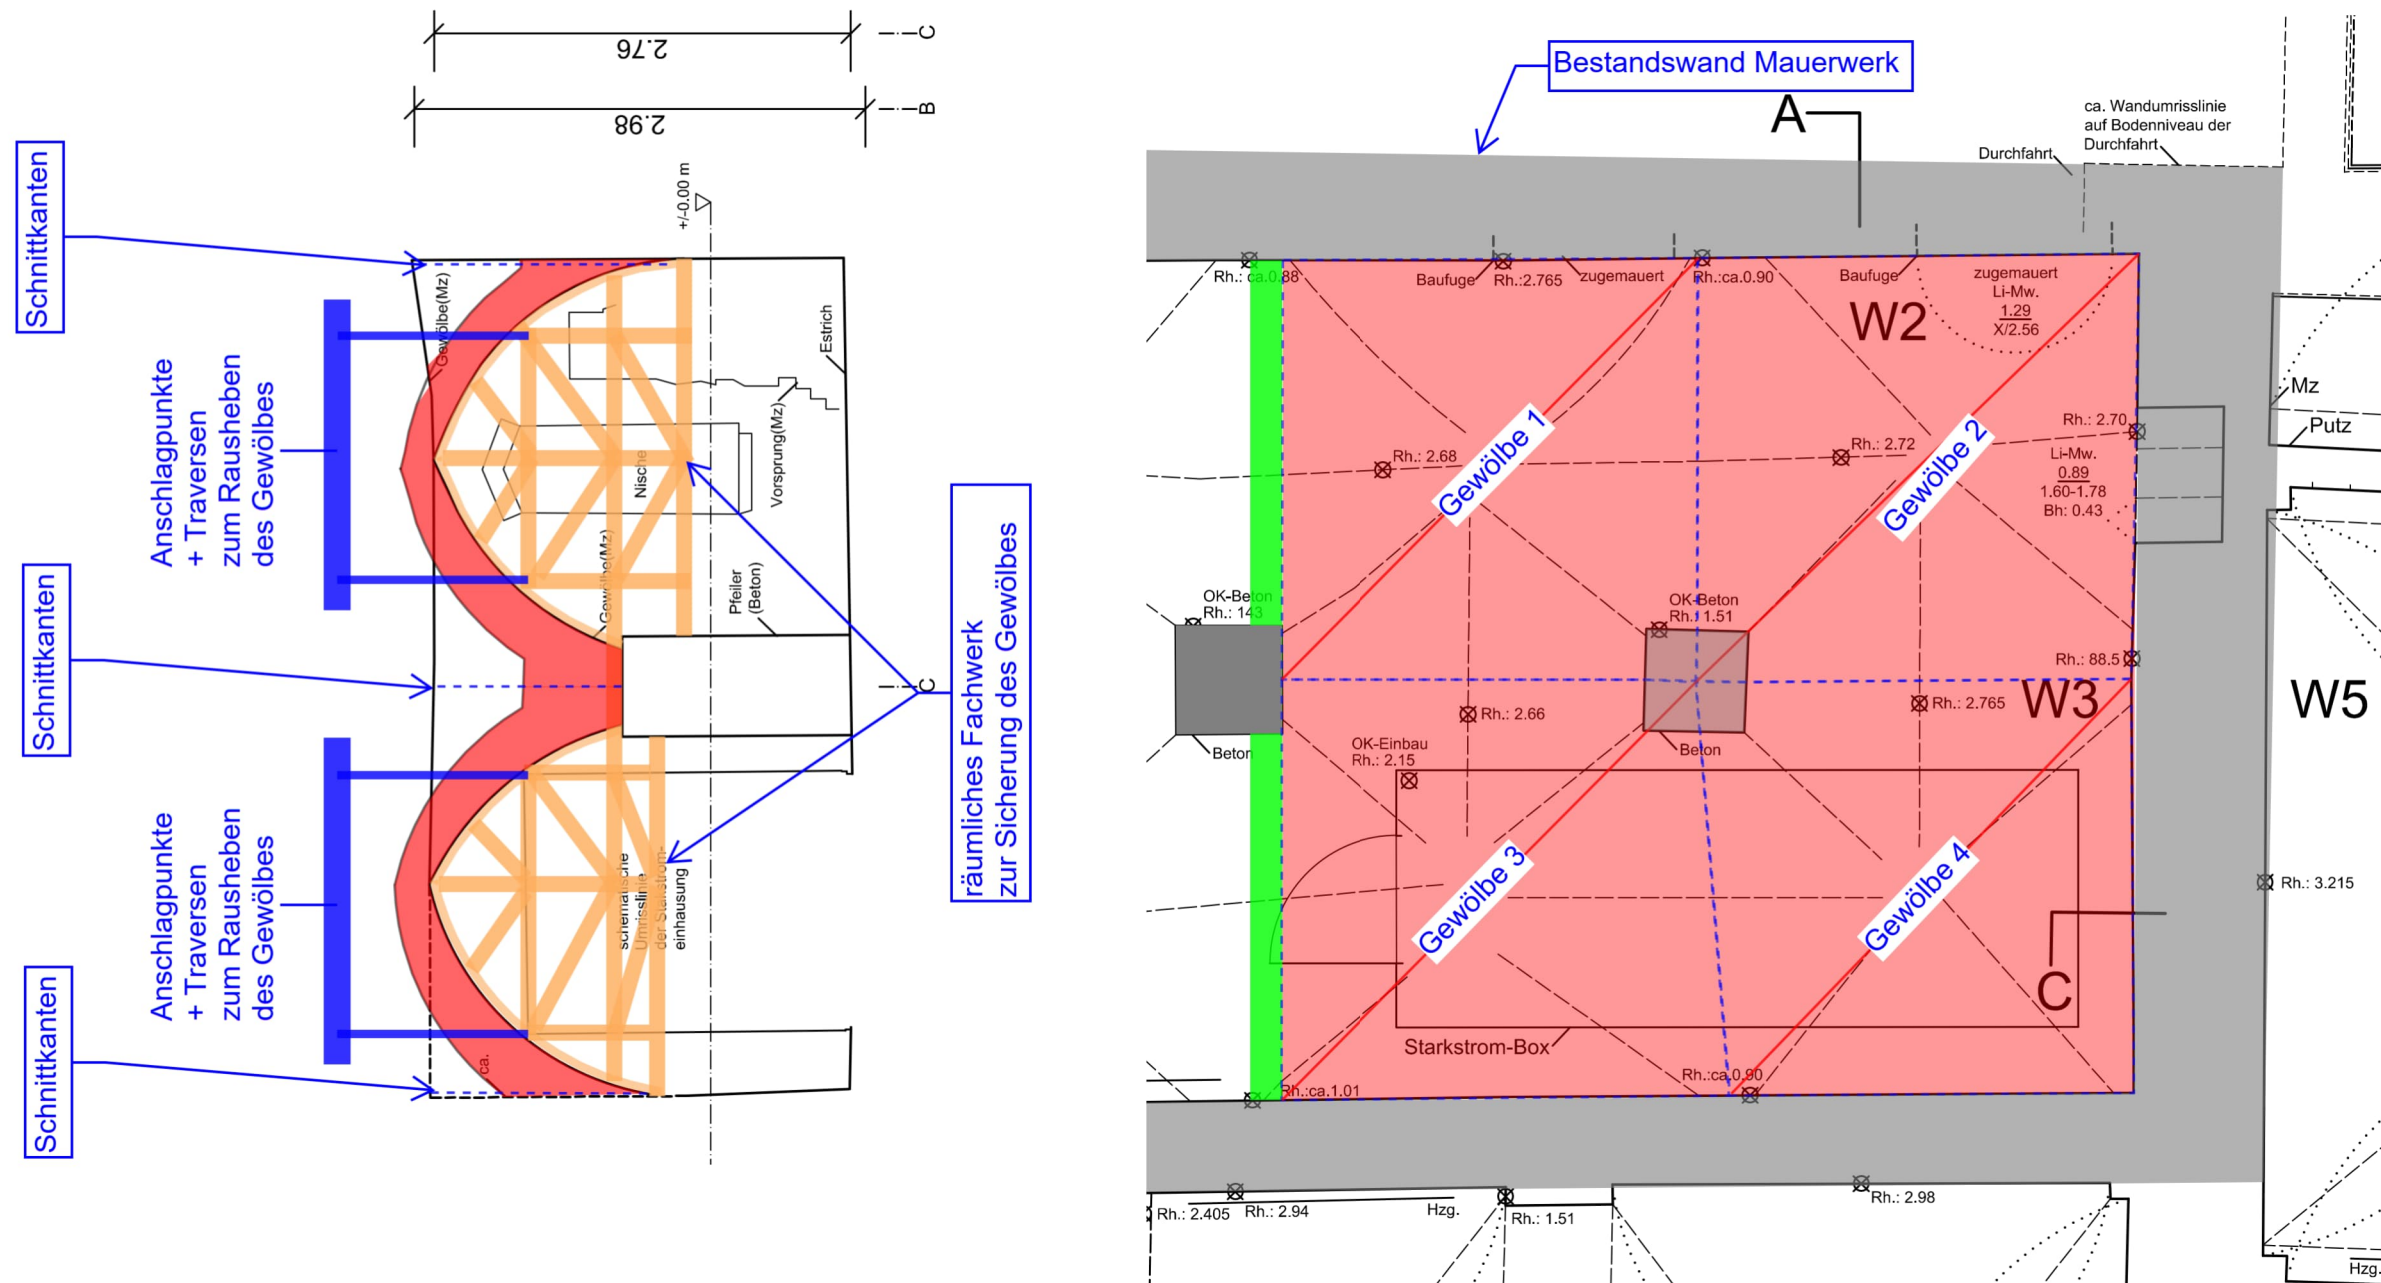 C
2.76
B
2.98
Schnittkanten
+/-0.00 m
Gewölbe(Mz)
Estrich
Anschlagpunkte
+ Traversen
zum Rausheben
des Gewölbes
Nische
Vorsprung(Mz)
Gewölbe(Mz)
Pfeiler
(Beton)
Schnittkanten
C
räumliches Fachwerk
zur Sicherung des Gewölbes
Anschlagpunkte
+ Traversen
zum Rausheben
des Gewölbes
schematische
Umrisslinie
der Starkstrom-
einhausung
ca.
Schnittkanten
Bestandswand Mauerwerk
A
ca. Wandumrisslinie
auf Bodenniveau der
Durchfahrt
Durchfahrt
Rh.: ca.0.88
Baufuge
Rh.:2.765
zugemauert
Rh.:ca.0.90
Baufuge
zugemauert
Li-Mw.
1.29
X/2.56
W2
Mz
Putz
Rh.: 2.70
Rh.: 2.68
Gewölbe 1
Rh.: 2.72
Gewölbe 2
Li-Mw.
0.89
1.60-1.78
Bh: 0.43
OK-Beton
Rh.: 143
OK-Beton
Rh.: 1.51
Rh.: 88.5
W3
W5
Rh.: 2.66
Rh.: 2.765
Beton
OK-Einbau
Rh.: 2.15
Beton
Gewölbe 3
Gewölbe 4
Rh.: 3.215
C
Starkstrom-Box
Rh.:ca.1.01
Rh.:ca.0.90
Rh.: 2.405
Rh.: 2.94
Hzg.
Rh.: 1.51
Rh.: 2.98
Hzg.